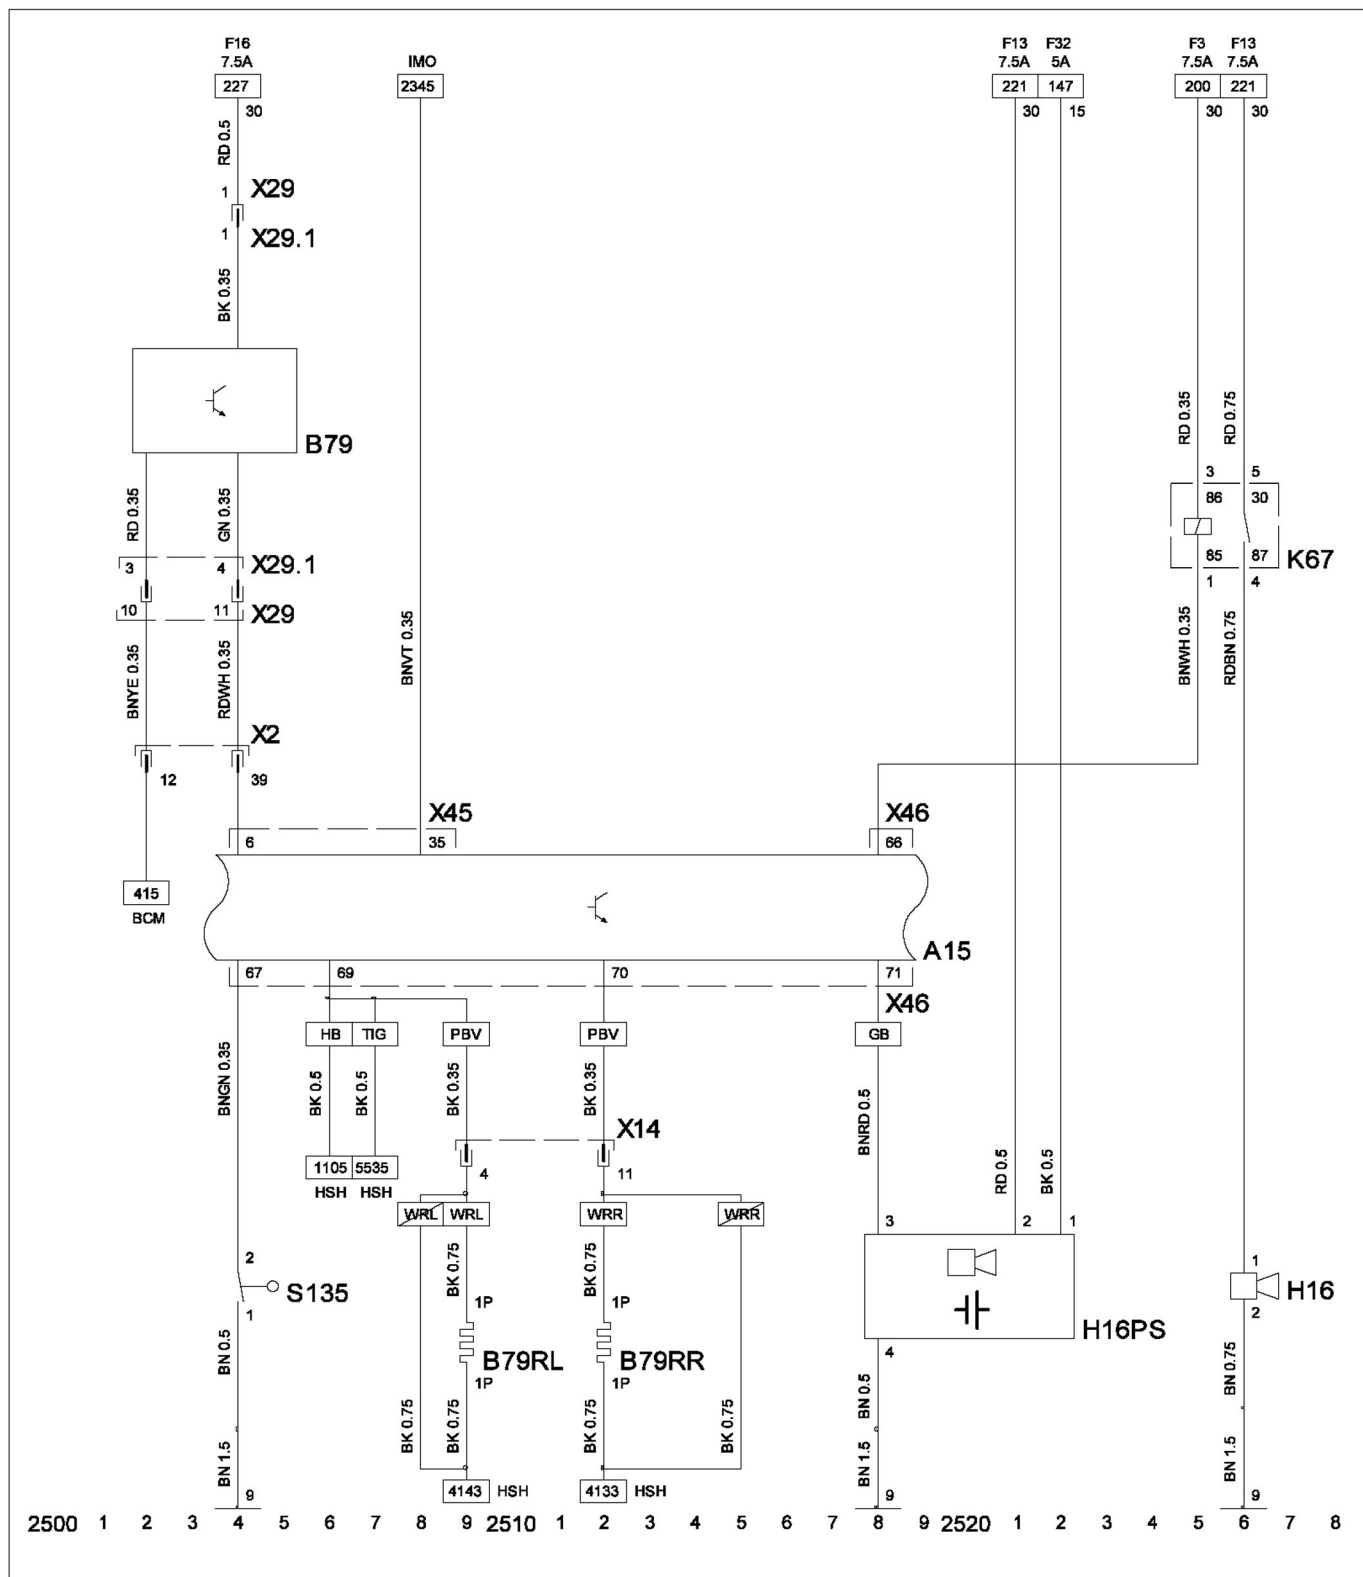 F16 F13 F32 F3 F13
7.5A IMO 7.5A 5A 7.5A 7.5A
227 2345 221 147 200 221
30 30 15 30 30
RD 0.5
1 X29
1 X29.1
BK 0.35
B79
RD 0.35 GN 0.35 RD 0.35 RD 0.75
3 5
86 30
85 87 K67
1 4
3 4 X29.1
10 11 X29
BNYE 0.35 RDWH 0.35 BNVT 0.35 BNWH 0.35 RDBN 0.75
X2
12 39
X45 X46
6 35 66
415
BCM
A15
67 69 70 71
X46
HB TIG PBV PBV GB
BNGN 0.35 BK 0.5 BK 0.5 BK 0.35 BK 0.35 BNRD 0.5
X14
RD 0.5 BK 0.5
1105 5535 4 11
HSH HSH
WRL WRL WRR WRR
3 2 1
2 BK 0.75 BK 0.75 1
S135 H16
1 1P 1P 2
H16PS
B79RL B79RR
1P 1P 4
BN 0.5 BK 0.75 BK 0.75 BK 0.75 BK 0.75 BN 0.5 BN 0.75
BN 1.5 BN 1.5 BN 1.5
9 4143 HSH 4133 HSH 9 9
2500 1 2 3 4 5 6 7 8 9 2510 1 2 3 4 5 6 7 8 9 2520 1 2 3 4 5 6 7 8